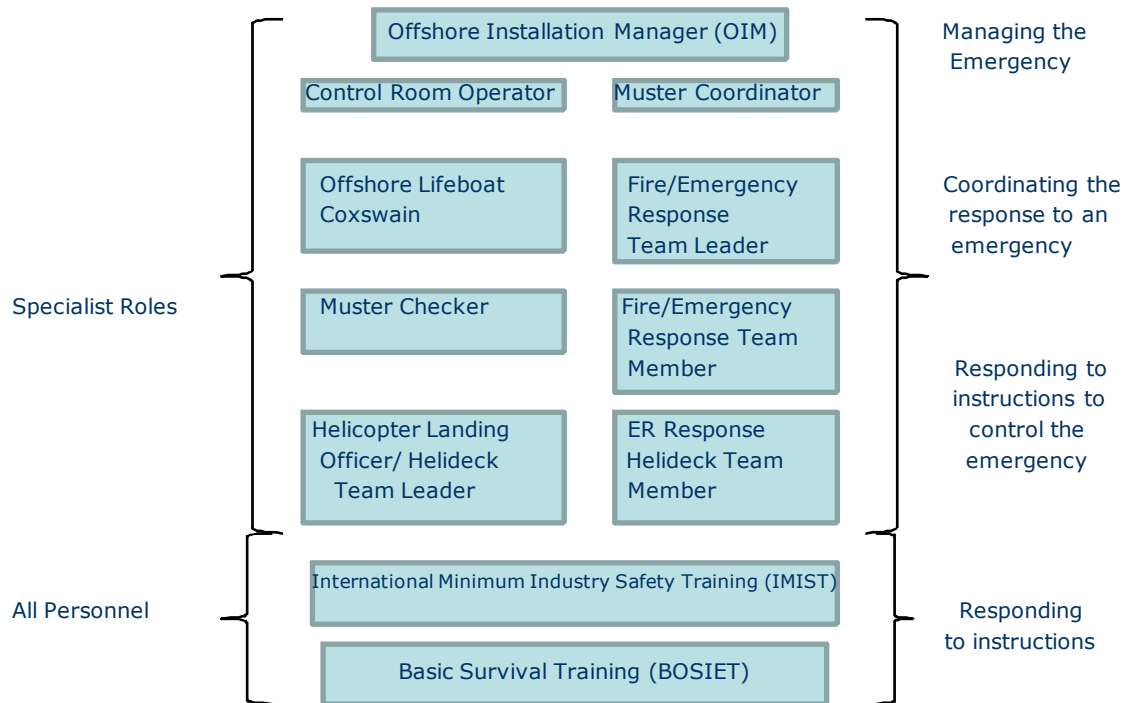 Offshore Installation Manager (OIM)
Managing the
Emergency
Control Room Operator
Muster Coordinator
Offshore Lifeboat
Coxswain
Fire/Emergency
Response
Team Leader
Coordinating the
response to an
emergency
Specialist Roles
Muster Checker
Fire/Emergency
Response Team
Member
Responding to
instructions to
control the
emergency
Helicopter Landing
Officer/ Helideck
Team Leader
ER Response
Helideck Team
Member
International Minimum Industry Safety Training (IMIST)
All Personnel
Responding
to instructions
Basic Survival Training (BOSIET)